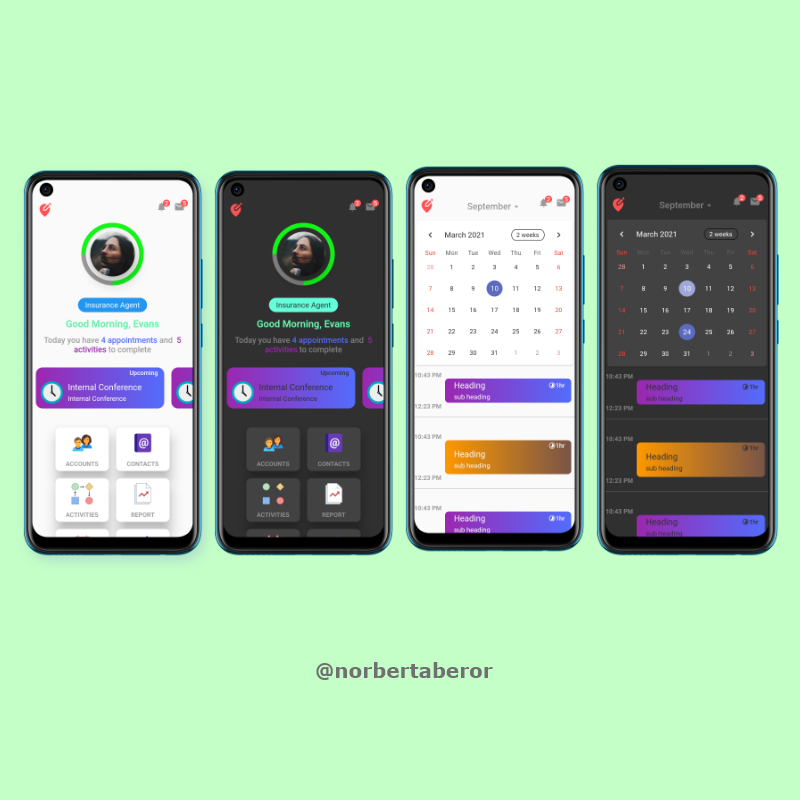 2
5
Insurance Agent
Good Morning, Evans
Today you have 4 appointments and 5
activities to complete
Upcoming
Internal Conference
Internal Conference
ACCOUNTS
CONTACTS
@
ACTIVITIES
REPORT
2
5
Insurance Agent
Good Morning, Evans
Today you have 4 appointments and 5
activities to complete
Upcoming
Internal Conference
Internal Conference
ACCOUNTS
CONTACTS
@
ACTIVITIES
REPORT
September
2
5
< March 2021 2 weeks >
Sun Mon Tue Wed Thu Fri Sat
28 1 2 3 4 5 6
7 8 9 10 11 12 13
14 15 16 17 18 19 20
21 22 23 24 25 26 27
28 29 30 31 1 2 3
10:43 PM
Heading 1hr
sub heading
12:23 PM
10:43 PM
Heading 1hr
sub heading
12:23 PM
10:43 PM
Heading 1hr
sub heading
September
2
5
< March 2021 2 weeks >
Sun Mon Tue Wed Thu Fri Sat
28 1 2 3 4 5 6
7 8 9 10 11 12 13
14 15 16 17 18 19 20
21 22 23 24 25 26 27
28 29 30 31 1 2 3
10:43 PM
Heading 1hr
sub heading
12:23 PM
10:43 PM
Heading 1hr
sub heading
12:23 PM
10:43 PM
Heading 1hr
sub heading
@norbertaberor